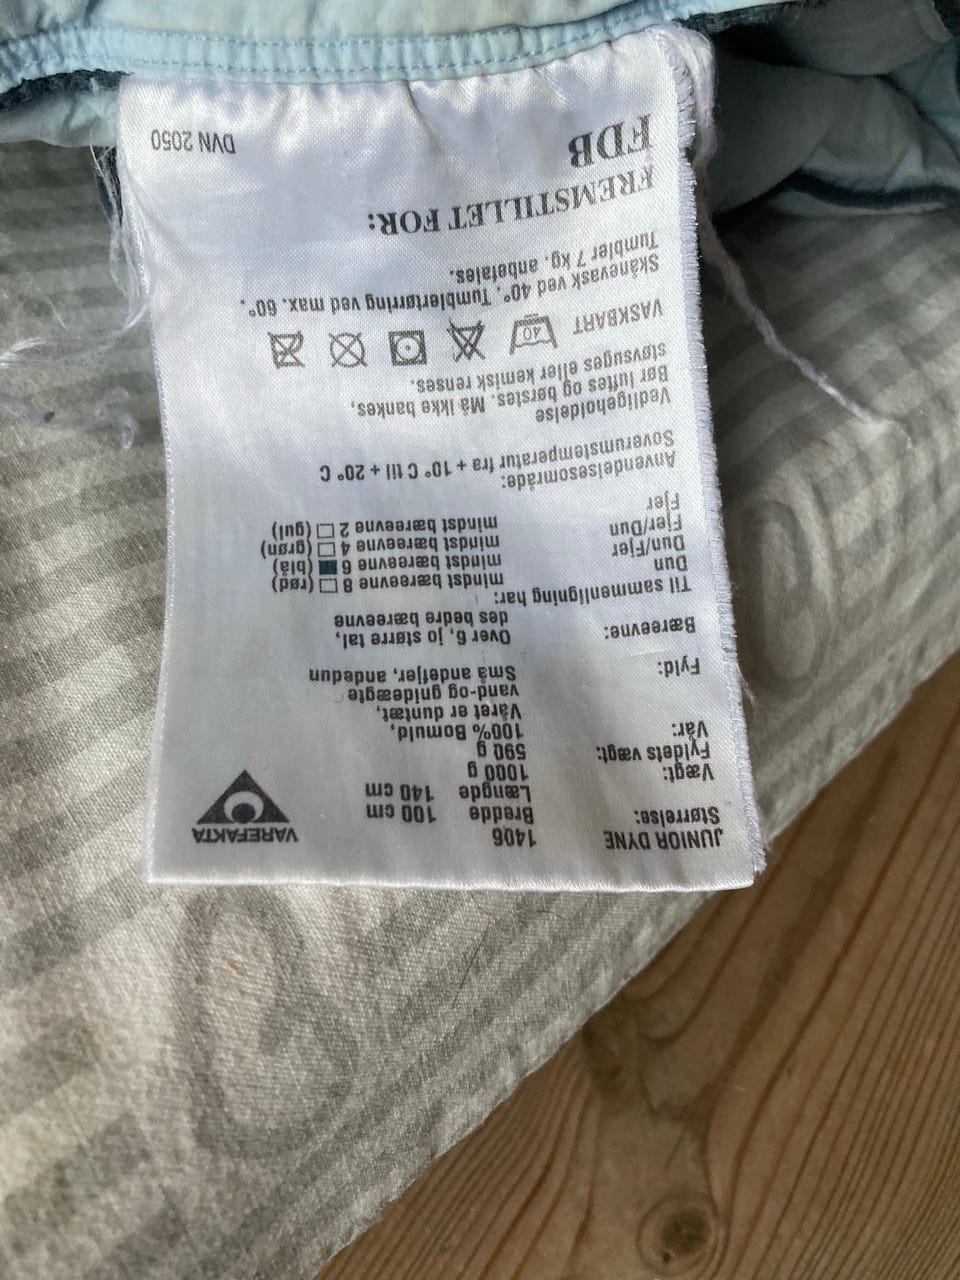 JUNIOR DYNE 1406
VAREFAKTA
Størrelse: Bredde 100 cm
Længde 140 cm
Vægt: 1000 g
Fyldets vægt: 590 g
Vår: 100% Bomuld,
Våret er duntæt,
vand-og-gnideægte
Fyld: Små andefjer, andedun
Bæreevne: Over 6, jo større tal,
des bedre bæreevne
Til sammenligning har:
Dun mindst bæreevne 8 (rød)
Dun/Fjer mindst bæreevne 6 (blå)
Fjer/Dun mindst bæreevne 4 (grøn)
Fjer mindst bæreevne 2 (gul)
Anvendelsesområde:
Soverumstemperatur fra + 10° C til + 20° C
Vedligeholdelse
Bør luftes og børstes. Må ikke bankes,
støvsuges eller kemisk renses.
VASKBART 40
Skånevask ved 40°. Tumblertørring ved max. 60°.
Tumbler 7 kg. anbefales.
FREMSTILLET FOR:
FDB
DVN 2050